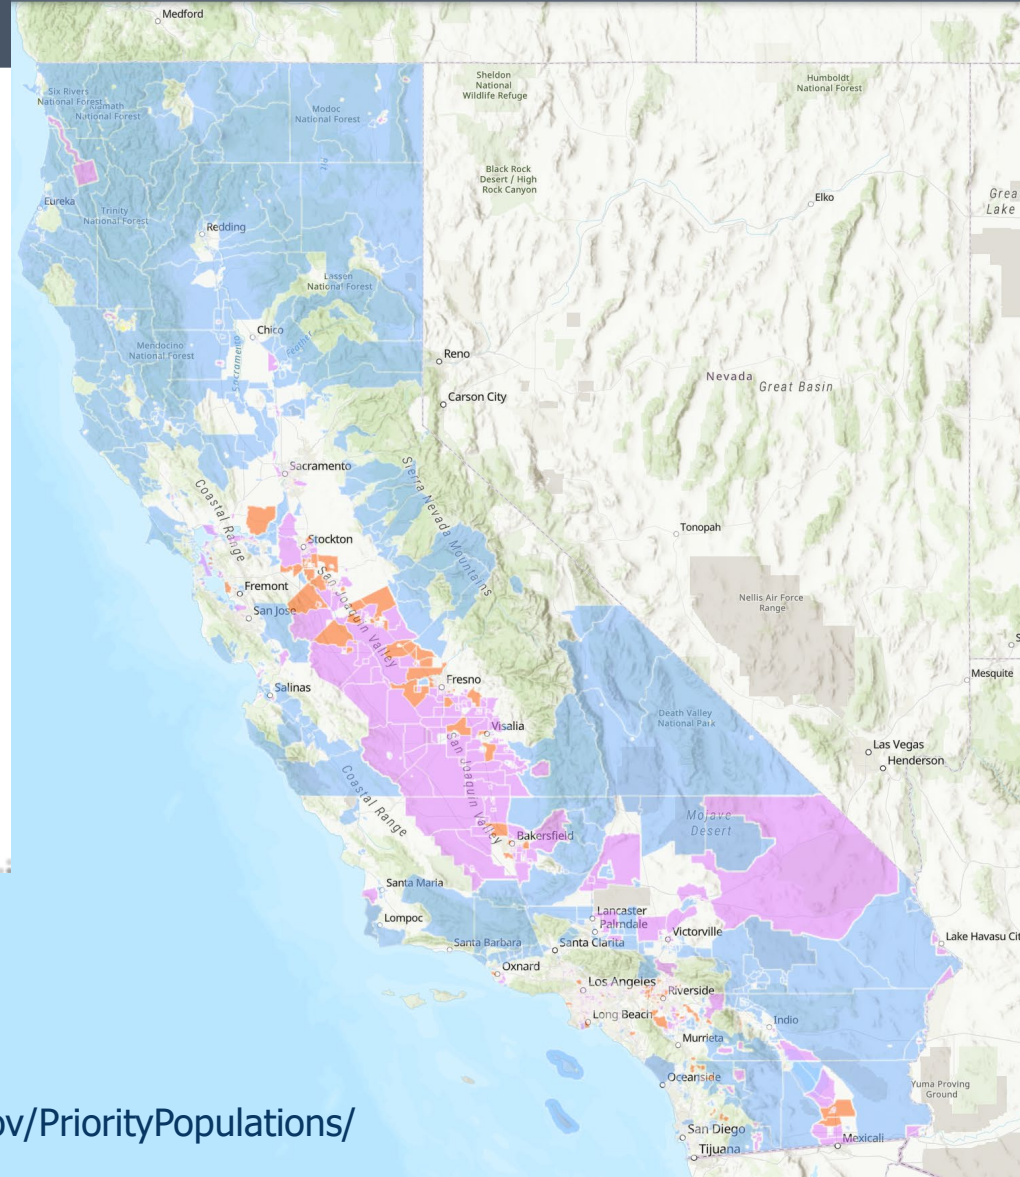 Medford
Six Rivers
National Forest
Klamath
National Forest
Modoc
National Forest
Sheldon
National
Wildlife Refuge
Humboldt
National Forest
Black Rock
Desert / High
Rock Canyon
Elko
Grea
Lake
Eureka
Trinity
National Forest
Redding
Lassen
National Forest
Chico
Mendocino
National Forest
Sacramento
Feather
Reno
Carson City
Nevada
Great Basin
Sacramento
Coastal Range
Sierra Nevada Mountains
Stockton
Tonopah
San Joaquin Valley
Fremont
San Jose
Nellis Air Force
Range
S
Mesquite
Fresno
Salinas
Death Valley
National Park
Visalia
Las Vegas
Henderson
San Joaquin Valley
Coastal Range
Mojave
Desert
Bakersfield
Santa Maria
Lompoc
Lancaster
Palmdale
Victorville
Lake Havasu Cit
Santa Barbara
Santa Clarita
Oxnard
Los Angeles
Riverside
Long Beach
Indio
Murrieta
Oceanside
Yuma Proving
Ground
ov/PriorityPopulations/
San Diego
Mexicali
Tijuana